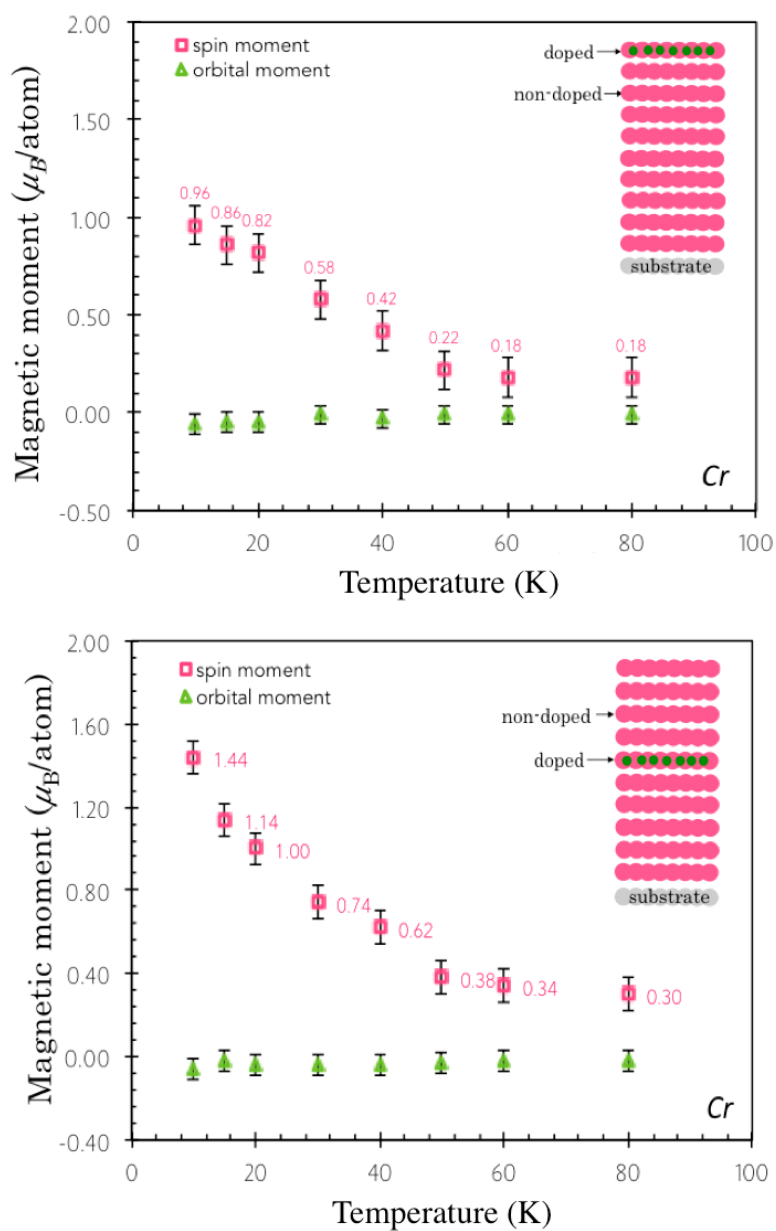 2.00
spin moment
orbital moment
doped
non-doped
substrate
1.50
1.00
0.50
0.00
-0.50
Magnetic moment (μB/atom)
0.96
0.86
0.82
0.58
0.42
0.22
0.18
0.18
Cr
0
20
40
60
80
100
Temperature (K)
2.00
spin moment
orbital moment
non-doped
doped
substrate
1.60
1.20
0.80
0.40
0.00
-0.40
Magnetic moment (μB/atom)
1.44
1.14
1.00
0.74
0.62
0.38
0.34
0.30
Cr
0
20
40
60
80
100
Temperature (K)